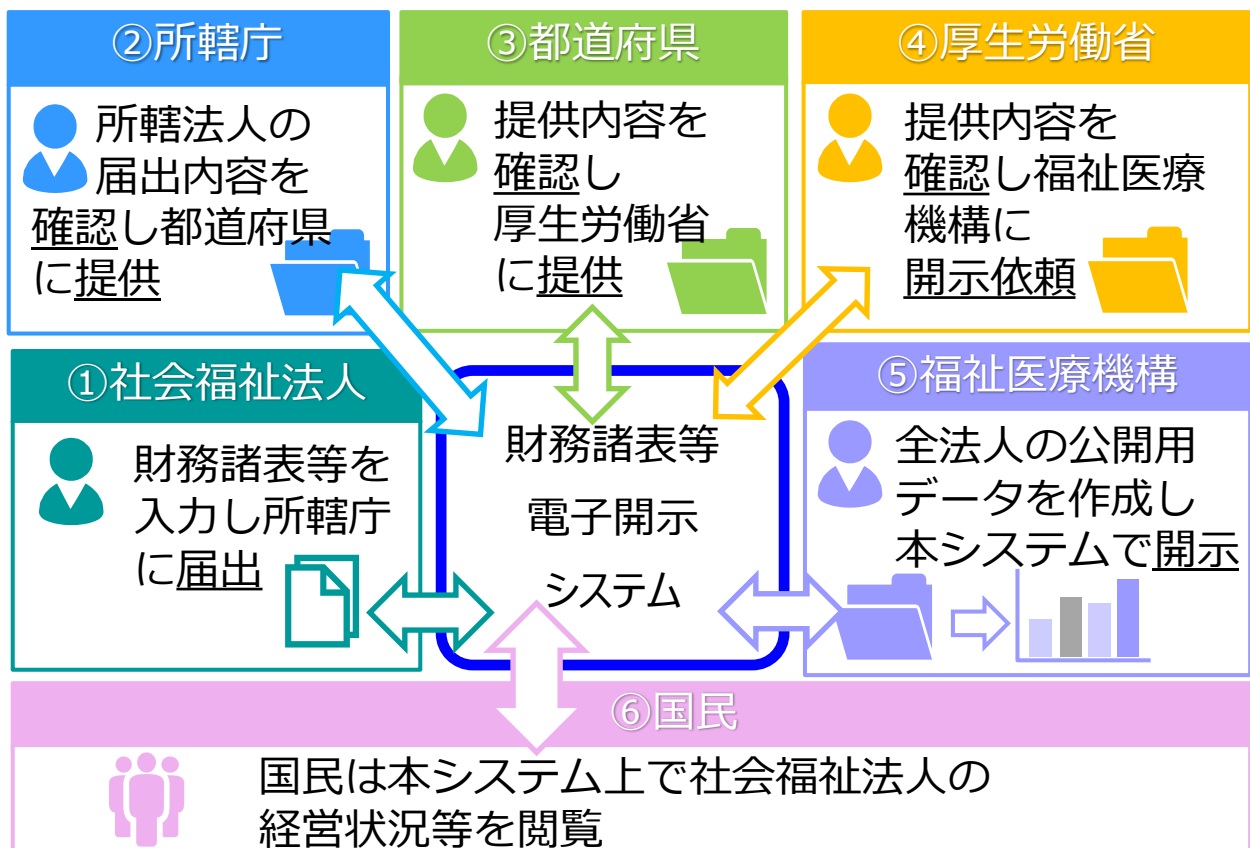 ②所轄庁
所轄法人の
届出内容を
確認し都道府県
に提供
③都道府県
提供内容を
確認し
厚生労働省
に提供
④厚生労働省
提供内容を
確認し福祉医療
機構に
開示依頼
①社会福祉法人
財務諸表等を
入力し所轄庁
に届出
財務諸表等
電子開示
システム
⑤福祉医療機構
全法人の公開用
データを作成し
本システムで開示
⑥国民
国民は本システム上で社会福祉法人の
経営状況等を閲覧